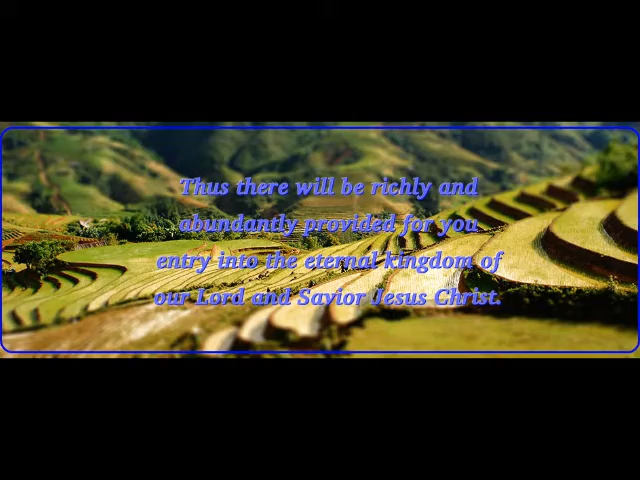 Thus there will be richly and
abundantly provided for you
entry into the eternal kingdom of
our Lord and Savior Jesus Christ.